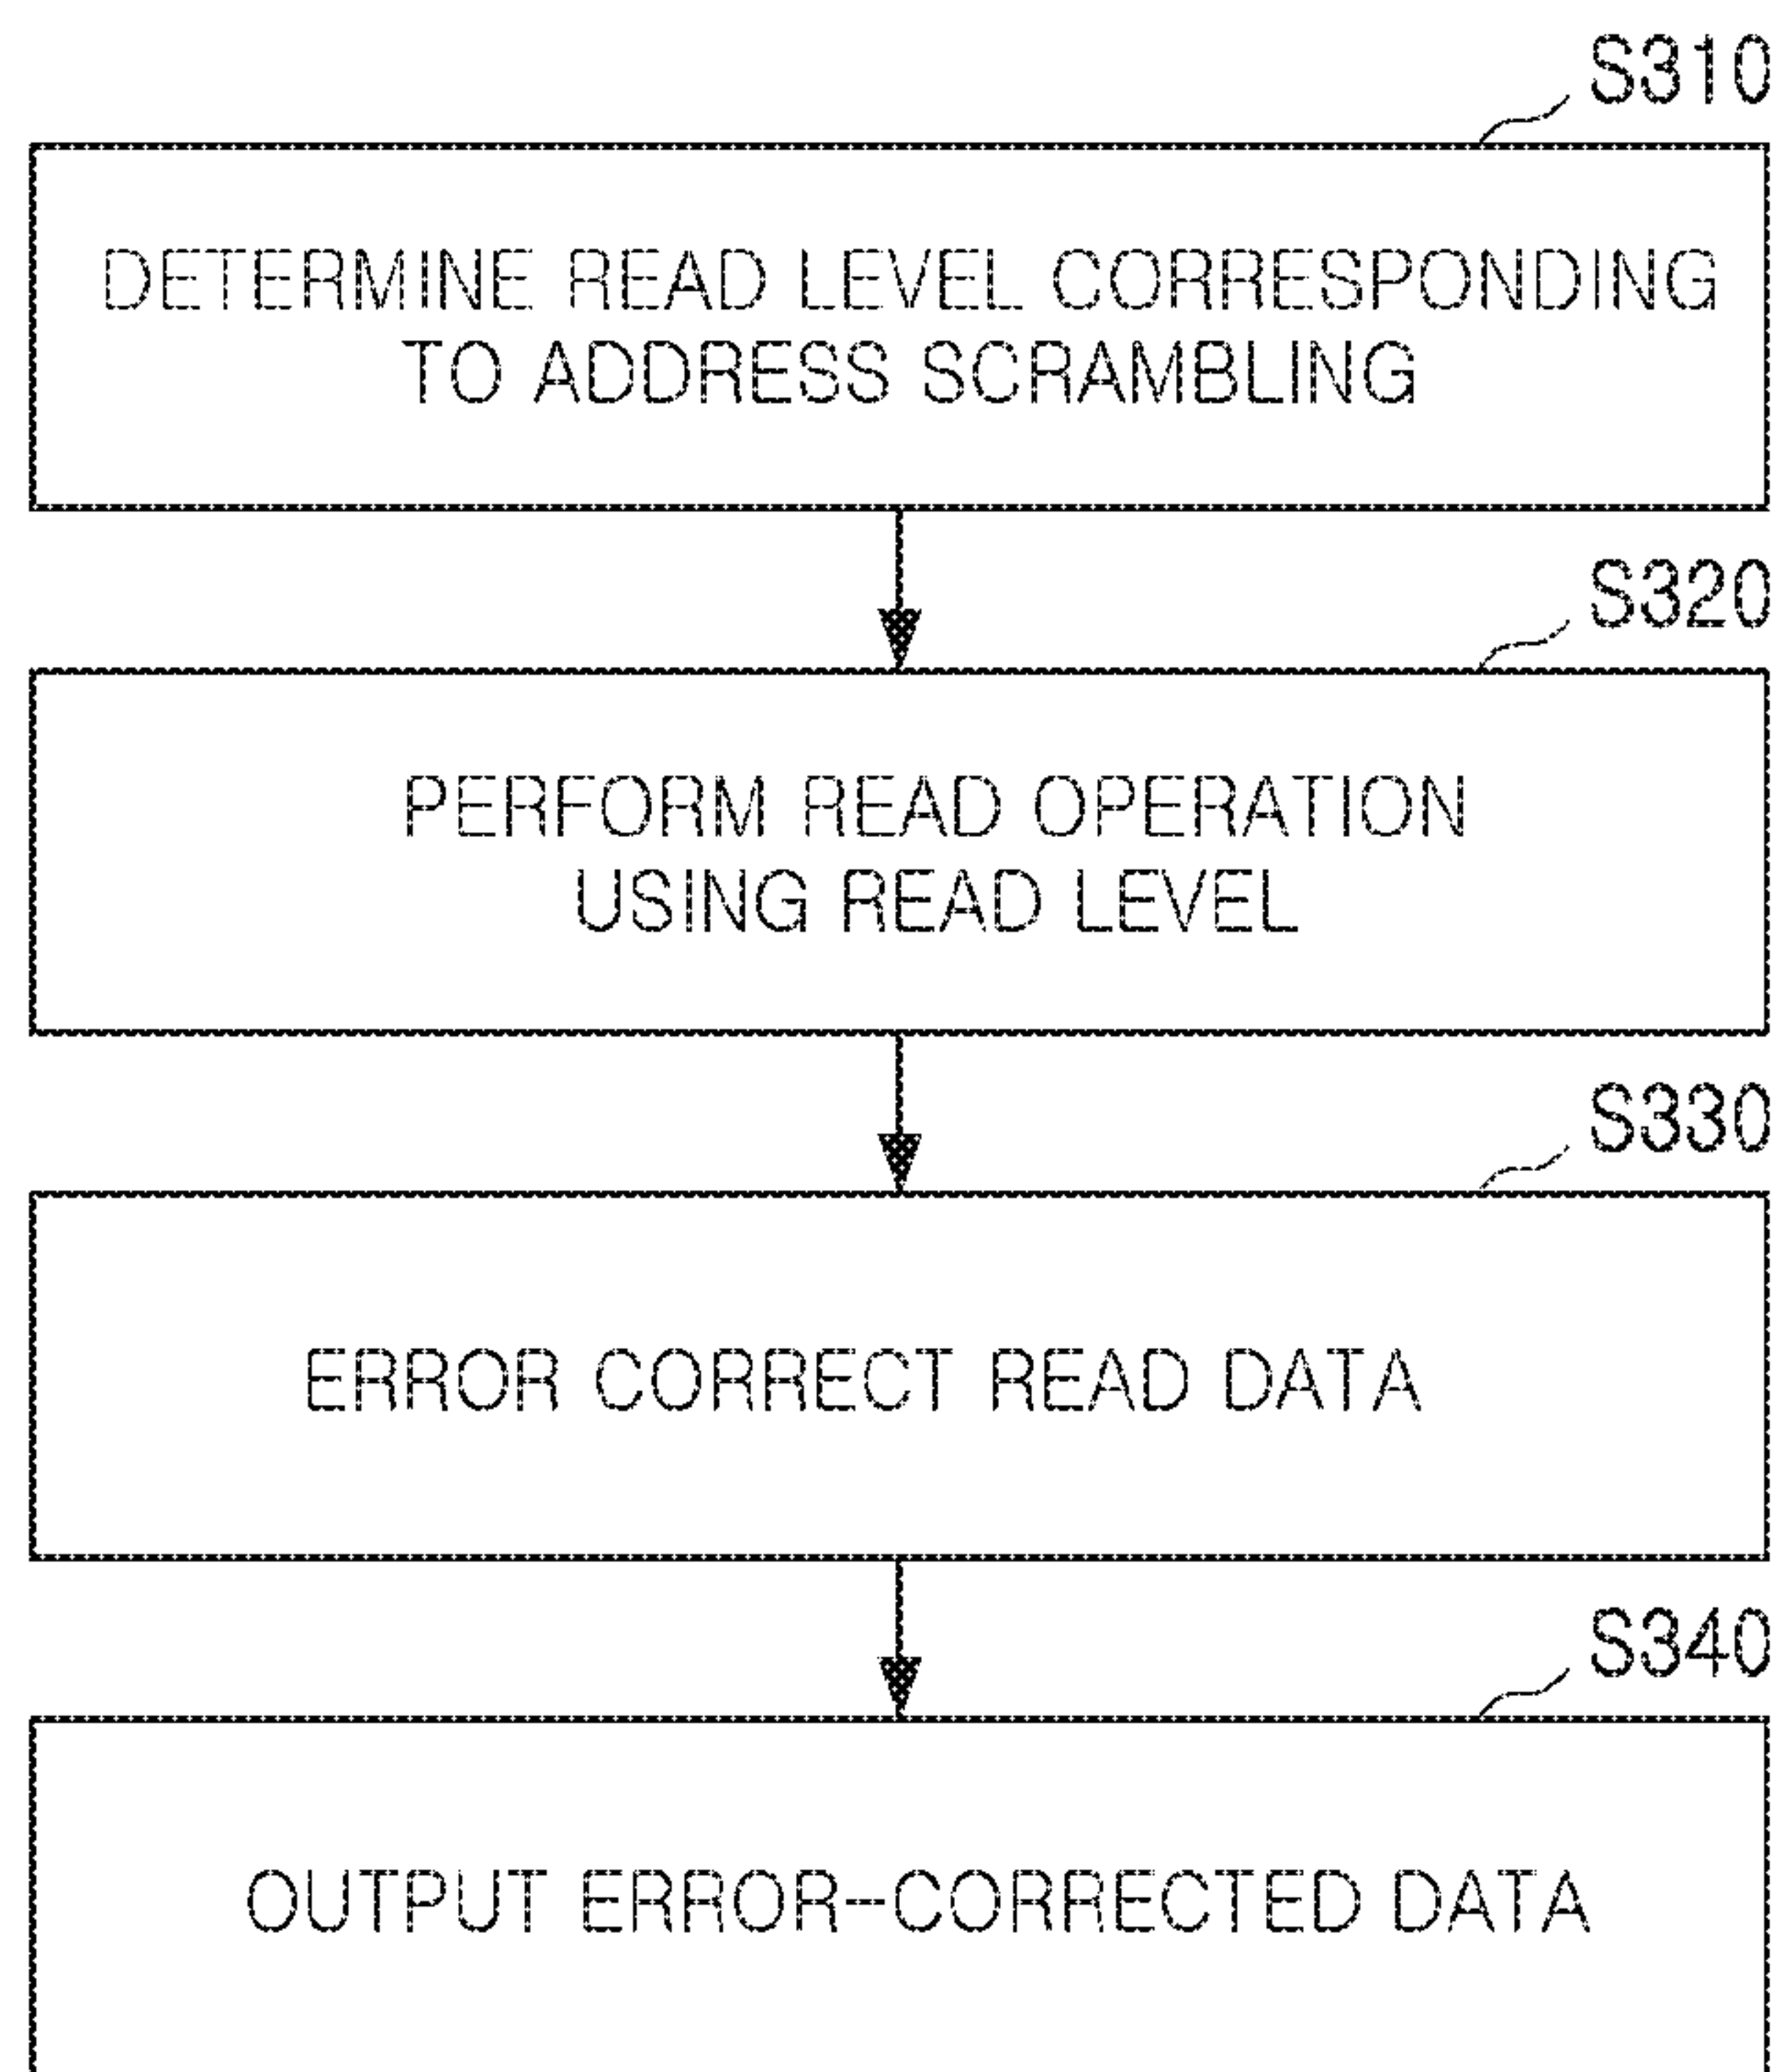 S310
DETERMINE READ LEVEL CORRESPONDING
TO ADDRESS SCRAMBLING
S320
PERFORM READ OPERATION
USING READ LEVEL
S330
ERROR CORRECT READ DATA
S340
OUTPUT ERROR-CORRECTED DATA